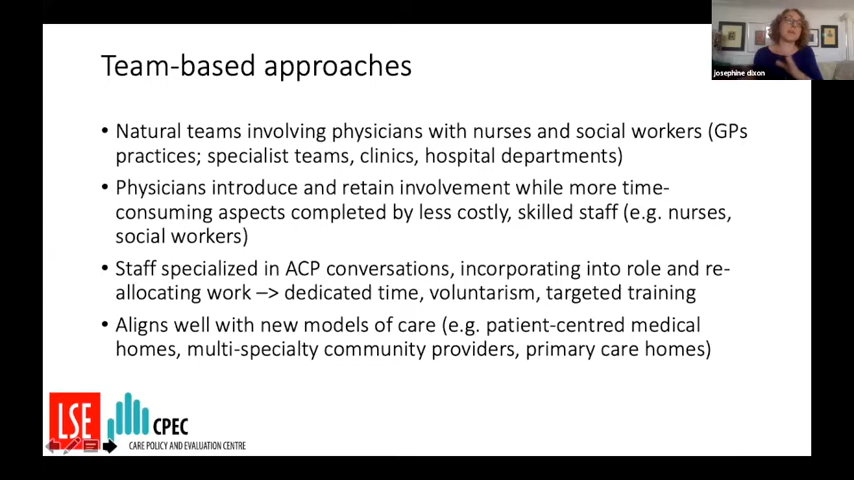 Team-based approaches
josephine dixon
• Natural teams involving physicians with nurses and social workers (GPs
practices; specialist teams, clinics, hospital departments)
• Physicians introduce and retain involvement while more time-
consuming aspects completed by less costly, skilled staff (e.g. nurses,
social workers)
• Staff specialized in ACP conversations, incorporating into role and re-
allocating work –> dedicated time, voluntarism, targeted training
• Aligns well with new models of care (e.g. patient-centred medical
homes, multi-specialty community providers, primary care homes)
LSE
CPEC
CARE POLICY AND EVALUATION CENTRE